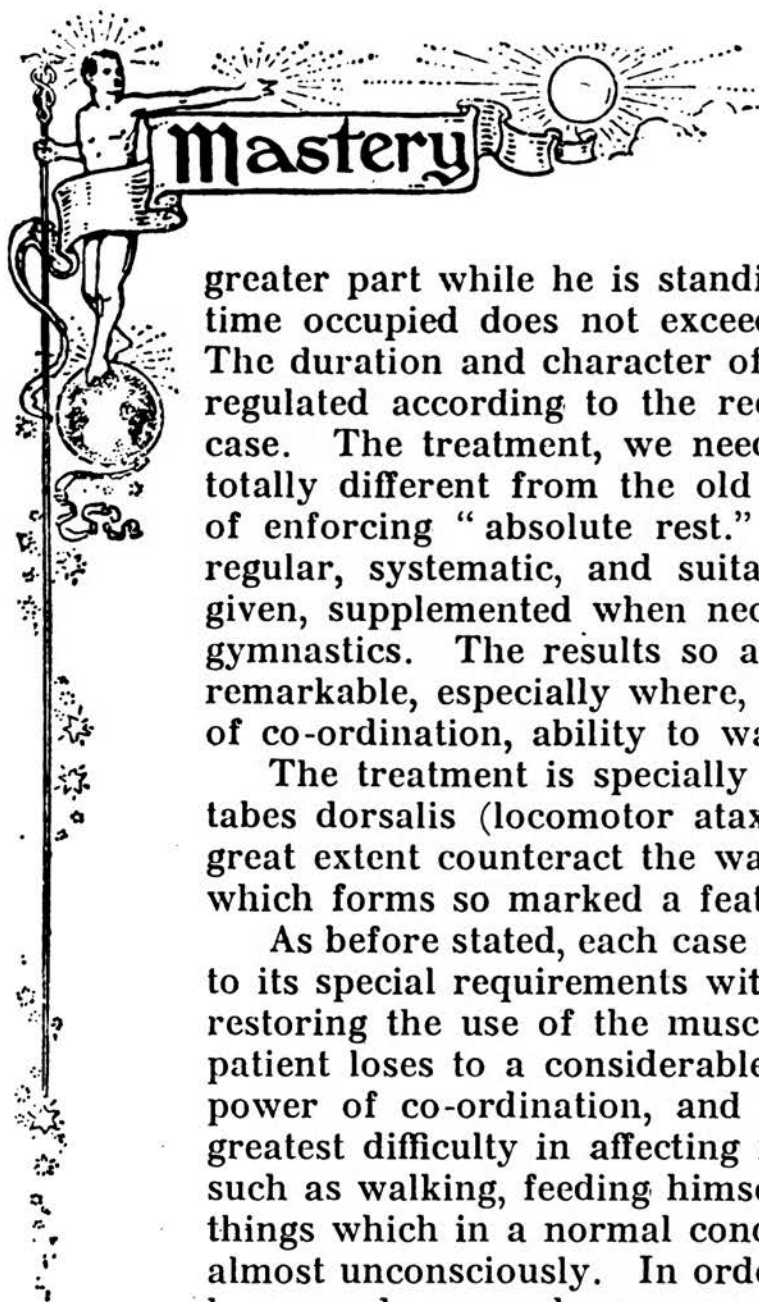 Mastery
greater part while he is standi
time occupied does not exceed
The duration and character of
regulated according to the re
case. The treatment, we need
totally different from the old
of enforcing “absolute rest.”
regular, systematic, and suita
given, supplemented when nec
gymnastics. The results so a
remarkable, especially where,
of co-ordination, ability to wa
The treatment is specially
tabes dorsalis (locomotor atax
great extent counteract the wa
which forms so marked a feat
As before stated, each case
to its special requirements wit
restoring the use of the musc
patient loses to a considerable
power of co-ordination, and
greatest difficulty in affecting
such as walking, feeding himse
things which in a normal cond
almost unconsciously. In orde